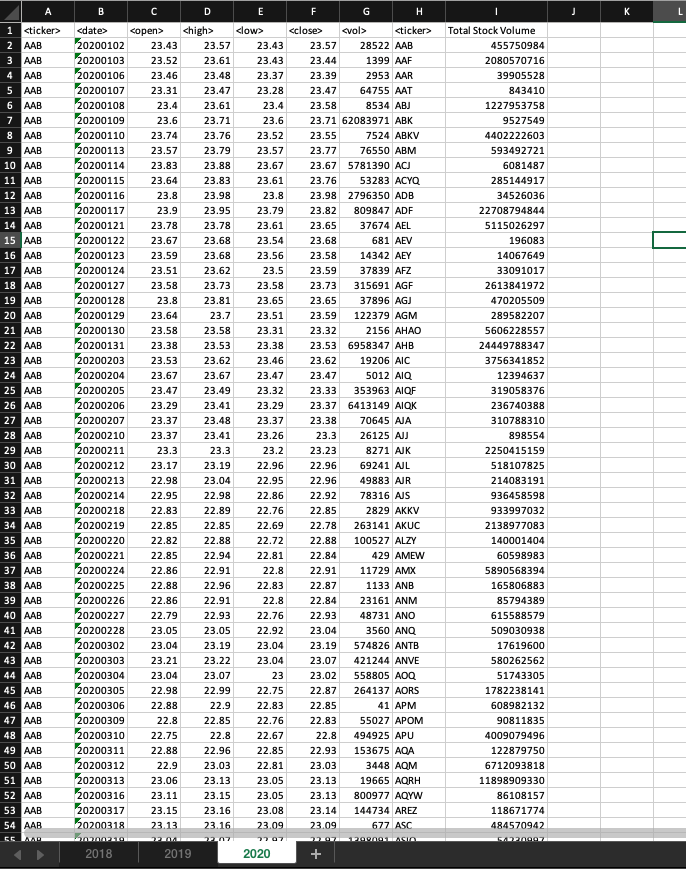 A B C D E F G H I J K L
1 <ticker> <date> <open> <high> <low> <close> <vol> <ticker> Total Stock Volume
2 AAB 20200102 23.43 23.57 23.43 23.57 28522 AAB 455750984
3 AAB 20200103 23.52 23.61 23.43 23.44 1399 AAF 2080570716
4 AAB 20200106 23.46 23.48 23.37 23.39 2953 AAR 39905528
5 AAB 20200107 23.31 23.47 23.28 23.47 64755 AAT 843410
6 AAB 20200108 23.4 23.61 23.4 23.58 8534 ABJ 1227953758
7 AAB 20200109 23.6 23.71 23.6 23.71 62083971 ABK 9527549
8 AAB 20200110 23.74 23.76 23.52 23.55 7524 ABKV 4402222603
9 AAB 20200113 23.57 23.79 23.57 23.77 76550 ABM 593492721
10 AAB 20200114 23.83 23.88 23.67 23.67 5781390 ACJ 6081487
11 AAB 20200115 23.64 23.83 23.61 23.76 53283 ACYQ 285144917
12 AAB 20200116 23.8 23.98 23.8 23.98 2796350 ADB 34526036
13 AAB 20200117 23.9 23.95 23.79 23.82 809847 ADF 22708794844
14 AAB 20200121 23.78 23.78 23.61 23.65 37674 AEL 5115026297
15 AAB 20200122 23.67 23.68 23.54 23.68 681 AEV 196083
16 AAB 20200123 23.59 23.68 23.56 23.58 14342 AEY 14067649
17 AAB 20200124 23.51 23.62 23.5 23.59 37839 AFZ 33091017
18 AAB 20200127 23.58 23.73 23.58 23.73 315691 AGF 2613841972
19 AAB 20200128 23.8 23.81 23.65 23.65 37896 AGJ 470205509
20 AAB 20200129 23.64 23.7 23.51 23.59 122379 AGM 289582207
21 AAB 20200130 23.58 23.58 23.31 23.32 2156 AHAO 5606228557
22 AAB 20200131 23.38 23.53 23.38 23.53 6958347 AHB 24449788347
23 AAB 20200203 23.53 23.62 23.46 23.62 19206 AIC 3756341852
24 AAB 20200204 23.67 23.67 23.47 23.47 5012 AIQ 12394637
25 AAB 20200205 23.47 23.49 23.32 23.33 353963 AIQF 319058376
26 AAB 20200206 23.29 23.41 23.29 23.37 6413149 AIQK 236740388
27 AAB 20200207 23.37 23.48 23.37 23.38 70645 AJA 310788310
28 AAB 20200210 23.37 23.41 23.26 23.3 26125 AJJ 898554
29 AAB 20200211 23.3 23.3 23.2 23.23 8271 AJK 2250415159
30 AAB 20200212 23.17 23.19 22.96 22.96 69241 AJL 518107825
31 AAB 20200213 22.98 23.04 22.95 22.96 49883 AJR 214083191
32 AAB 20200214 22.95 22.98 22.86 22.92 78316 AJS 936458598
33 AAB 20200218 22.83 22.89 22.76 22.85 2829 AKKV 933997032
34 AAB 20200219 22.85 22.85 22.69 22.78 263141 AKUC 2138977083
35 AAB 20200220 22.82 22.88 22.72 22.88 100527 ALZY 140001404
36 AAB 20200221 22.85 22.94 22.81 22.84 429 AMEW 60598983
37 AAB 20200224 22.86 22.91 22.8 22.91 11729 AMX 5890568394
38 AAB 20200225 22.88 22.96 22.83 22.87 1133 ANB 165806883
39 AAB 20200226 22.86 22.91 22.8 22.84 23161 ANM 85794389
40 AAB 20200227 22.79 22.93 22.76 22.93 48731 ANO 615588579
41 AAB 20200228 23.05 23.05 22.92 23.04 3560 ANQ 509030938
42 AAB 20200302 23.04 23.19 23.04 23.19 574826 ANTB 17619600
43 AAB 20200303 23.21 23.22 23.04 23.07 421244 ANVE 580262562
44 AAB 20200304 23.04 23.07 23 23.02 558805 AOQ 51743305
45 AAB 20200305 22.98 22.99 22.75 22.87 264137 AORS 1782238141
46 AAB 20200306 22.88 22.9 22.83 22.85 41 APM 608982132
47 AAB 20200309 22.8 22.85 22.76 22.83 55027 APOM 90811835
48 AAB 20200310 22.75 22.8 22.67 22.8 494925 APU 4009079496
49 AAB 20200311 22.88 22.96 22.85 22.93 153675 AQA 122879750
50 AAB 20200312 22.9 23.03 22.81 23.03 3448 AQM 6712093818
51 AAB 20200313 23.06 23.13 23.05 23.13 19665 AQRH 11898909330
52 AAB 20200316 23.11 23.15 23.05 23.13 800977 AQYW 86108157
53 AAB 20200317 23.15 23.16 23.08 23.14 144734 AREZ 118671774
54 AAB 20200318 23.13 23.16 23.09 23.09 677 ASC 484570942
2018 2019 2020 +